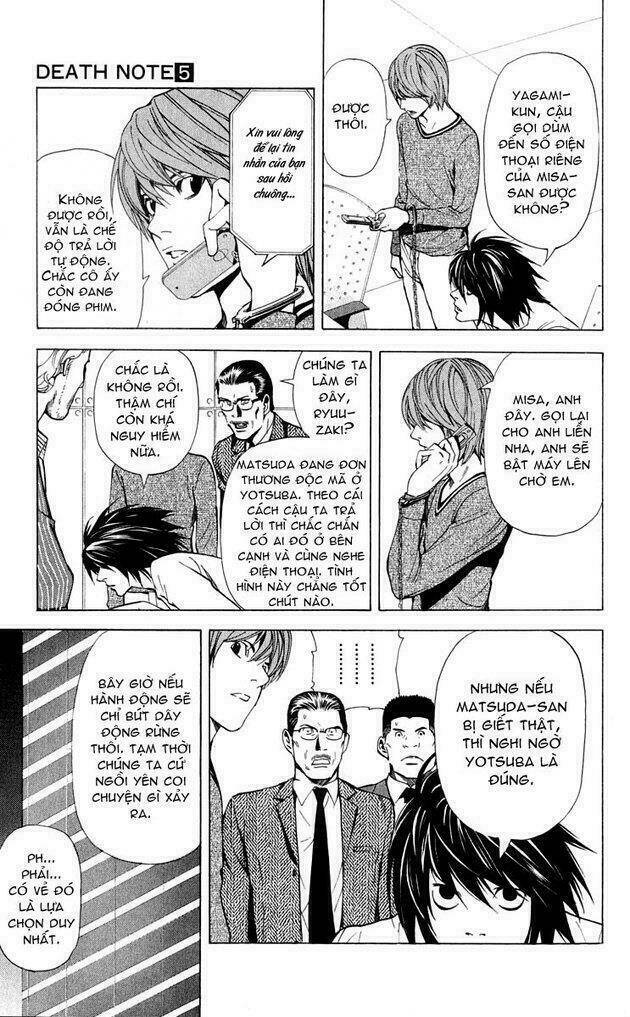 DEATH NOTE 5
YAGAMI-
KUN, CẬU
GỌI DÙM
ĐẾN SỐ ĐIỆN
THOẠI RIÊNG
CỦA MISA-
SAN ĐƯỢC
KHÔNG?
ĐƯỢC
THÔI.
Xin vui lòng
để lại tin
nhắn của bạn
sau hồi
chuông...
KHÔNG
ĐƯỢC RỒI,
VẪN LÀ CHẾ
ĐỘ TRẢ LỜI
TỰ ĐỘNG.
CHẮC CÔ ẤY
CÒN ĐANG
ĐÓNG PHIM.
MISA, ANH
ĐÂY. GỌI LẠI
CHO ANH LIỀN
NHA, ANH SẼ
BẬT MÁY LÊN
CHỜ EM.
CHÚNG TA
LÀM GÌ
ĐÂY,
RYUU-
ZAKI?
MATSUDA ĐANG ĐƠN
THƯƠNG ĐỘC MÃ Ở
YOTSUBA. THEO CÁI
CÁCH CẬU TA TRẢ
LỜI THÌ CHẮC CHẮN
CÓ AI ĐÓ Ở BÊN
CẠNH VÀ CÙNG NGHE
ĐIỆN THOẠI. TÌNH
HÌNH NÀY CHẲNG TỐT
CHÚT NÀO.
CHẮC LÀ
KHÔNG RỒI.
THẬM CHÍ
CÒN KHÁ
NGUY HIỂM
NỮA.
NHƯNG NẾU
MATSUDA-SAN
BỊ GIẾT THẬT,
THÌ NGHI NGỜ
YOTSUBA LÀ
ĐÚNG.
BÂY GIỜ NẾU
HÀNH ĐỘNG SẼ
CHỈ BỨT DÂY
ĐỘNG RỪNG
THÔI. TẠM THỜI
CHÚNG TA CỨ
NGỒI YÊN COI
CHUYỆN GÌ XẢY
RA.
PH...
PHẢI...
CÓ VẺ ĐÓ
LÀ LỰA
CHỌN DUY
NHẤT.